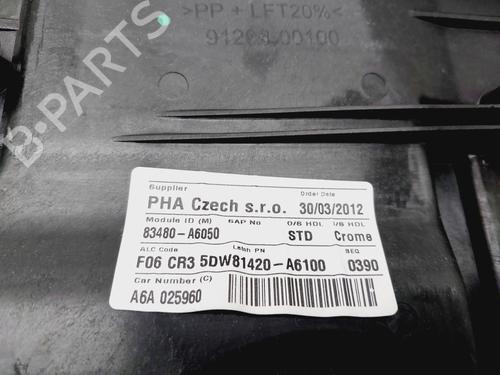 >PP + LFT20%<
91203-00100
Supplier Order Date
PHA Czech s.r.o. 30/03/2012
Module ID (M) GAP No O/S HDL I/S HDL
83480-A6050 STD Crome
ALC Code Latch PN SEQ
F06 CR3 5DW81420-A6100 0390
Car Number (C)
A6A 025960
B-PARTS